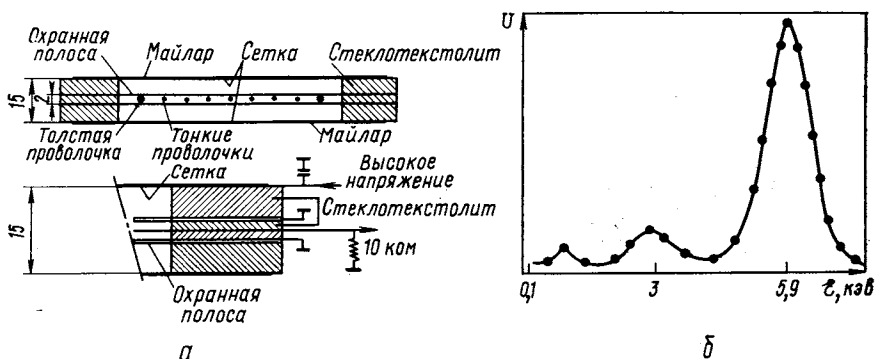 Охранная
полоса
Майлар
Сетка
Стеклотекстолит
15
2
Толстая
проволочка
Тонкие
проволочки
Майлар
Сетка
Высокое
напряжение
15
Стеклотекстолит
10 ком
Охранная
полоса
а
U
0,1
3
5,9
ℰ, кэв
б